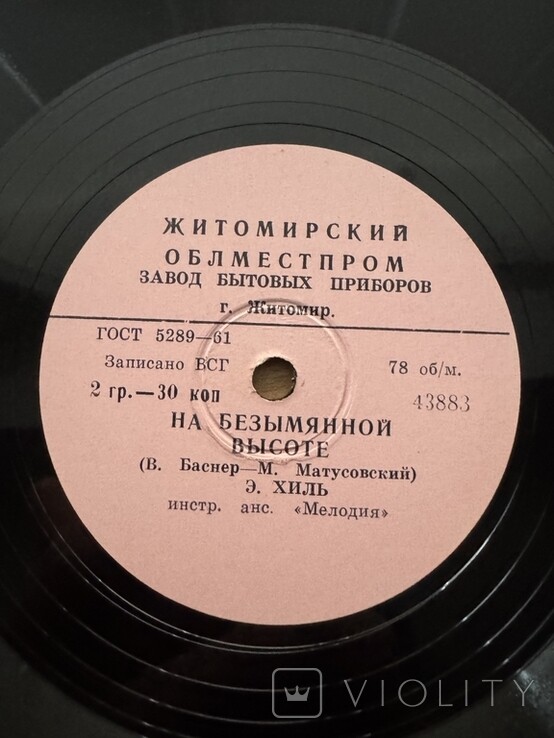 ЖИТОМИРСКИЙ
ОБЛМЕСТПРОМ
ЗАВОД БЫТОВЫХ ПРИБОРОВ
г. Житомир.
ГОСТ 5289—61
Записано ВСГ
78 об/м.
2 гр.—30 коп
43883
НА БЕЗЫМЯННОЙ
ВЫСОТЕ
(В. Баснер—М. Матусовский)
Э. ХИЛЬ
инстр. анс. «Мелодия»
VIOLITY